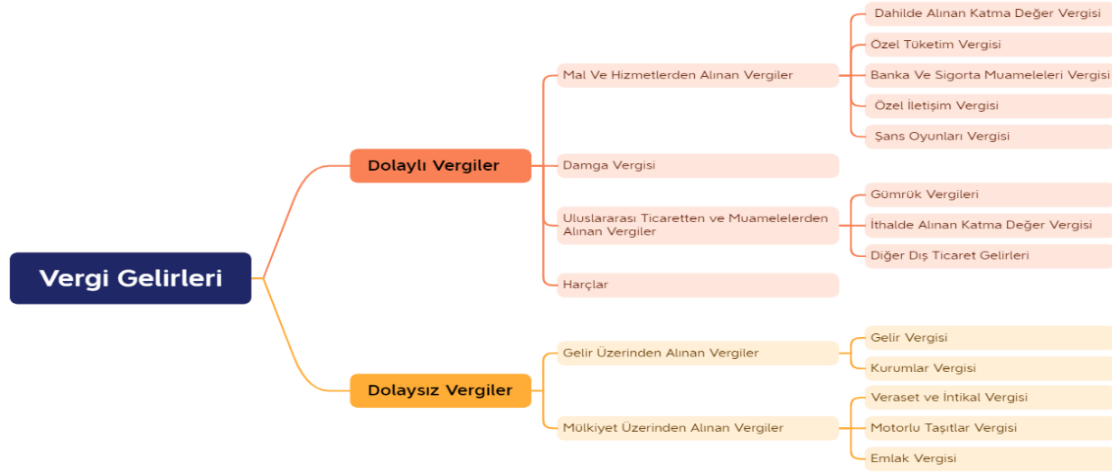 Vergi Gelirleri
Dolaylı Vergiler
Mal Ve Hizmetlerden Alınan Vergiler
Dahilde Alınan Katma Değer Vergisi
Özel Tüketim Vergisi
Banka Ve Sigorta Muameleleri Vergisi
Özel İletişim Vergisi
Şans Oyunları Vergisi
Damga Vergisi
Uluslararası Ticaretten ve Muamelelerden
Alınan Vergiler
Gümrük Vergileri
İthalde Alınan Katma Değer Vergisi
Diğer Dış Ticaret Gelirleri
Harçlar
Dolaysız Vergiler
Gelir Üzerinden Alınan Vergiler
Gelir Vergisi
Kurumlar Vergisi
Mülkiyet Üzerinden Alınan Vergiler
Veraset ve İntikal Vergisi
Motorlu Taşıtlar Vergisi
Emlak Vergisi